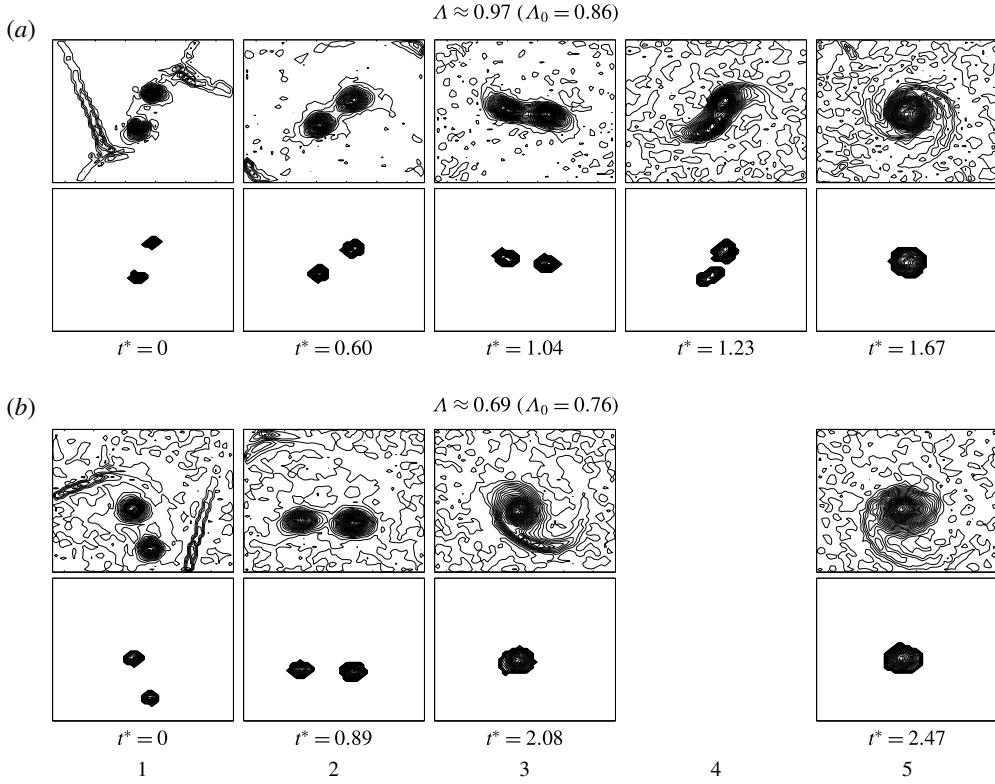 Λ ≈ 0.97 (Λ0 = 0.86)
(a)
t* = 0 t* = 0.60 t* = 1.04 t* = 1.23 t* = 1.67
Λ ≈ 0.69 (Λ0 = 0.76)
(b)
t* = 0 t* = 0.89 t* = 2.08 t* = 2.47
1 2 3 4 5